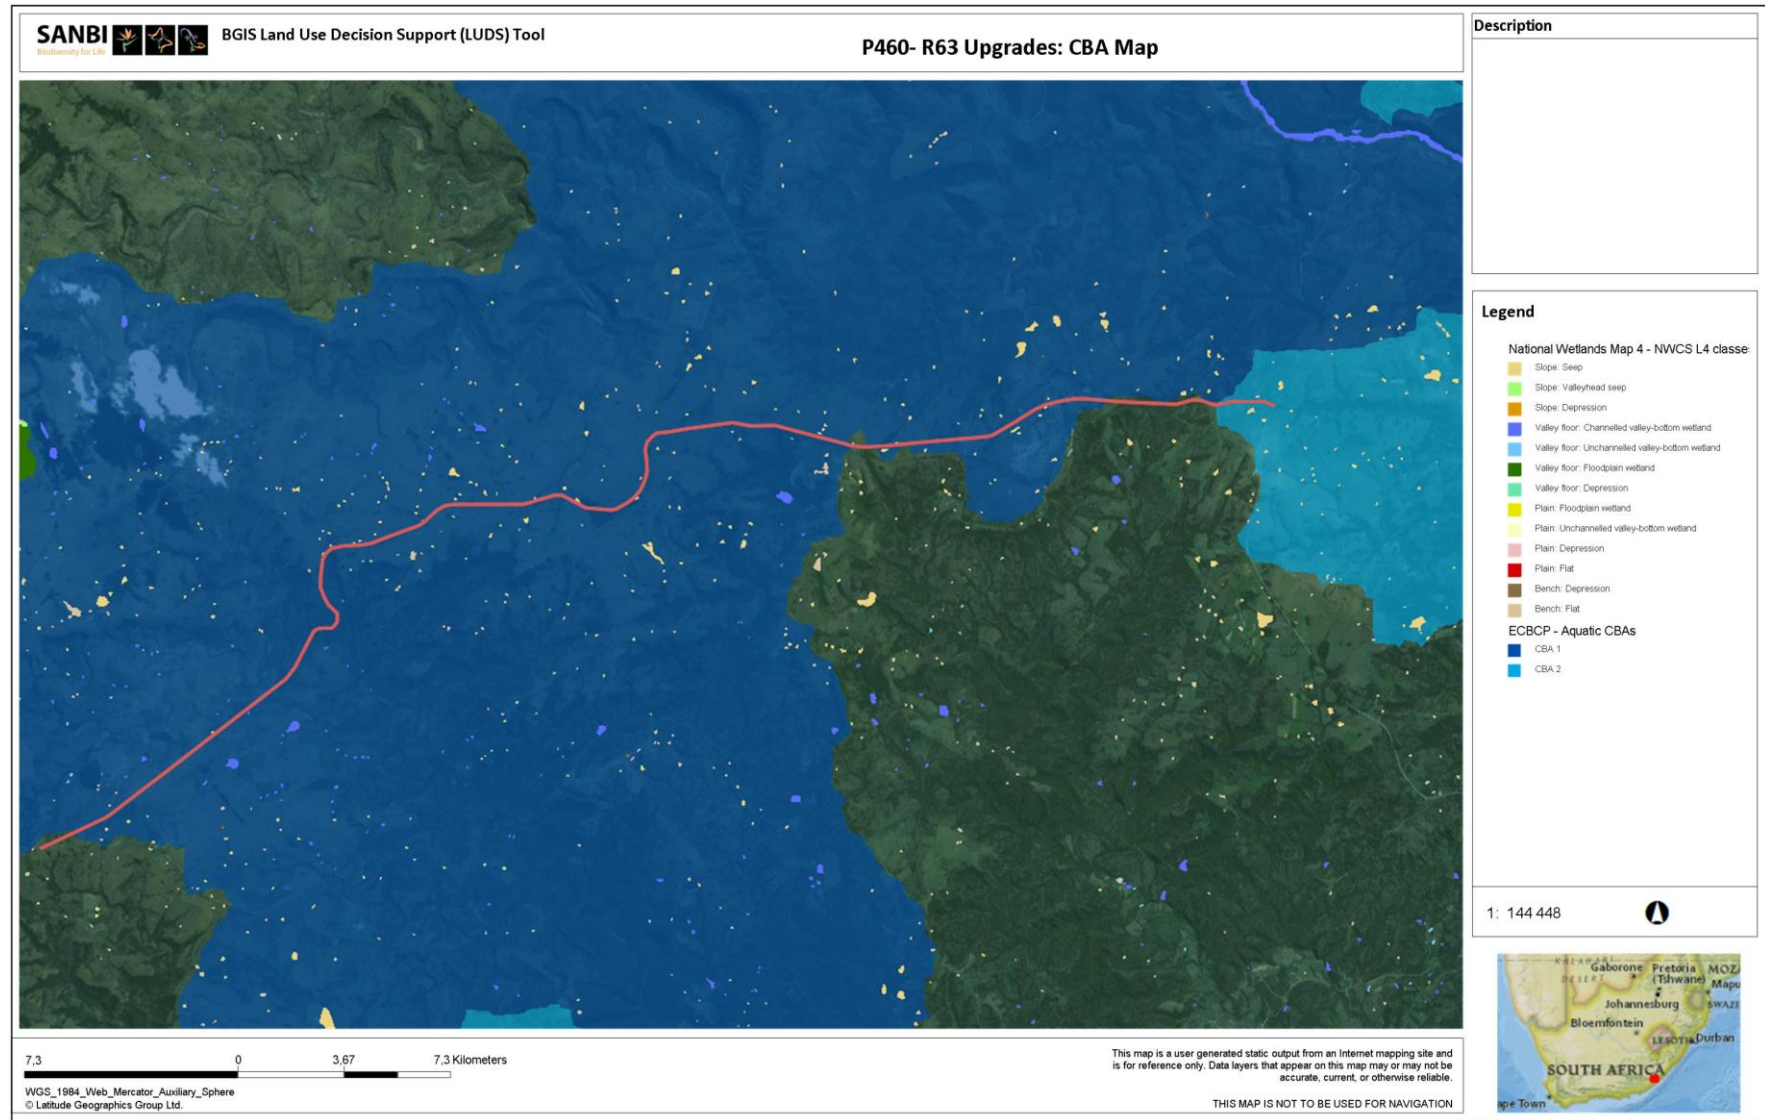 SANBI
Biodiversity for Life
BGIS Land Use Decision Support (LUDS) Tool
P460- R63 Upgrades: CBA Map
Description
Legend
National Wetlands Map 4 - NWCS L4 classe
Slope: Seep
Slope: Valleyhead seep
Slope: Depression
Valley floor: Channelled valley-bottom wetland
Valley floor: Unchannelled valley-bottom wetland
Valley floor: Floodplain wetland
Valley floor: Depression
Plain: Floodplain wetland
Plain: Unchannelled valley-bottom wetland
Plain: Depression
Plain: Flat
Bench: Depression
Bench: Flat
ECBCP - Aquatic CBAs
CBA 1
CBA 2
1: 144 448
KALAHARI
DESERT
Gaborone
Pretoria
(Tshwane)
MOZ
Mapu
Johannesburg
SWAZI
Bloemfontein
LESOTH
Durban
SOUTH AFRICA
ape Town
7,3 0 3,67 7,3 Kilometers
WGS_1984_Web_Mercator_Auxiliary_Sphere
© Latitude Geographics Group Ltd.
This map is a user generated static output from an Internet mapping site and
is for reference only. Data layers that appear on this map may or may not be
accurate, current, or otherwise reliable.
THIS MAP IS NOT TO BE USED FOR NAVIGATION